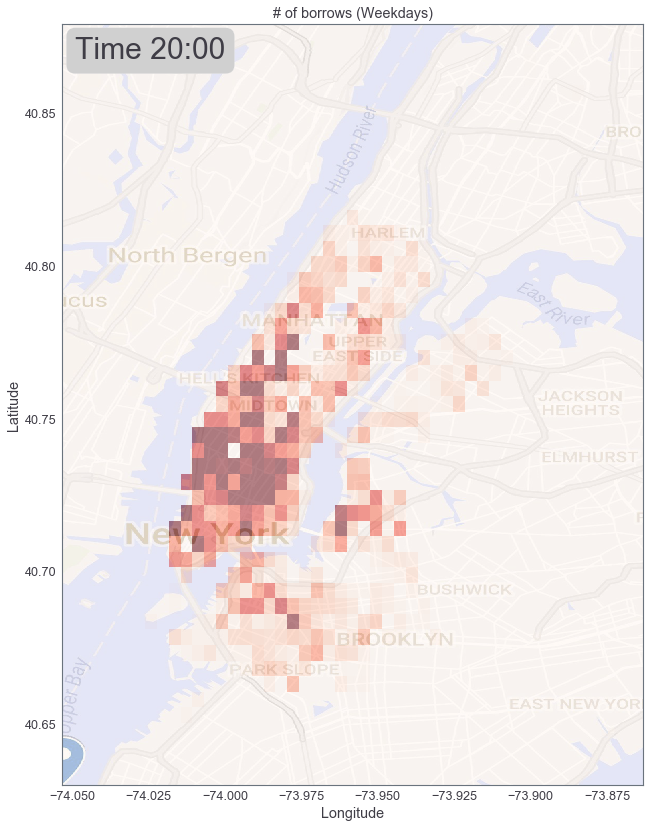 # of borrows (Weekdays)
Time 20:00
40.85
BRO
Hudson River
HARLEM
40.80
North Bergen
East River
CUS
MANHATTAN
UPPER
EAST SIDE
HELL'S KITCHEN
MIDTOWN
JACKSON
HEIGHTS
40.75
ELMHURST
New York
40.70
BUSHWICK
BROOKLYN
PARK SLOPE
EAST NEW YOR
pper Bay
40.65
Latitude
−74.050 −74.025 −74.000 −73.975 −73.950 −73.925 −73.900 −73.875
Longitude